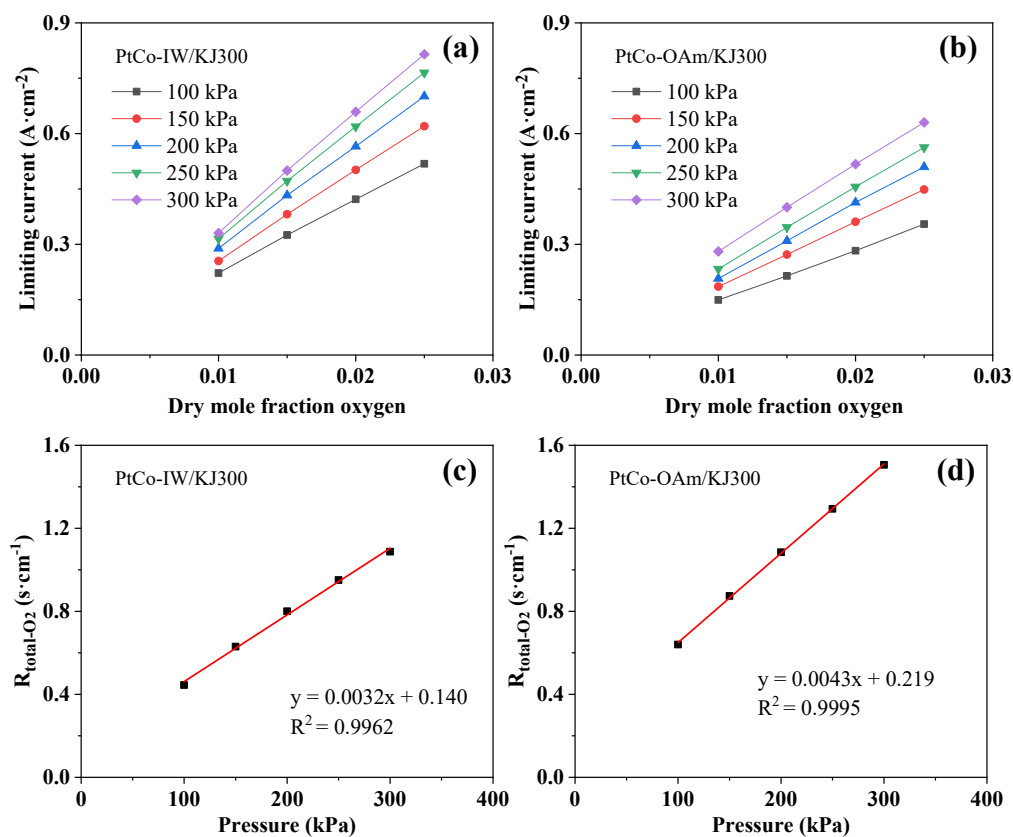 (a)
PtCo-IW/KJ300
100 kPa
150 kPa
200 kPa
250 kPa
300 kPa
Limiting current (A·cm⁻²)
0.9
0.6
0.3
0.0
0.00 0.01 0.02 0.03
Dry mole fraction oxygen
(b)
PtCo-OAm/KJ300
100 kPa
150 kPa
200 kPa
250 kPa
300 kPa
Limiting current (A·cm⁻²)
0.9
0.6
0.3
0.0
0.00 0.01 0.02 0.03
Dry mole fraction oxygen
(c)
PtCo-IW/KJ300
R_total-O₂ (s·cm⁻¹)
1.6
1.2
0.8
0.4
0.0
y = 0.0032x + 0.140
R² = 0.9962
0 100 200 300 400
Pressure (kPa)
(d)
PtCo-OAm/KJ300
R_total-O₂ (s·cm⁻¹)
1.6
1.2
0.8
0.4
0.0
y = 0.0043x + 0.219
R² = 0.9995
0 100 200 300 400
Pressure (kPa)